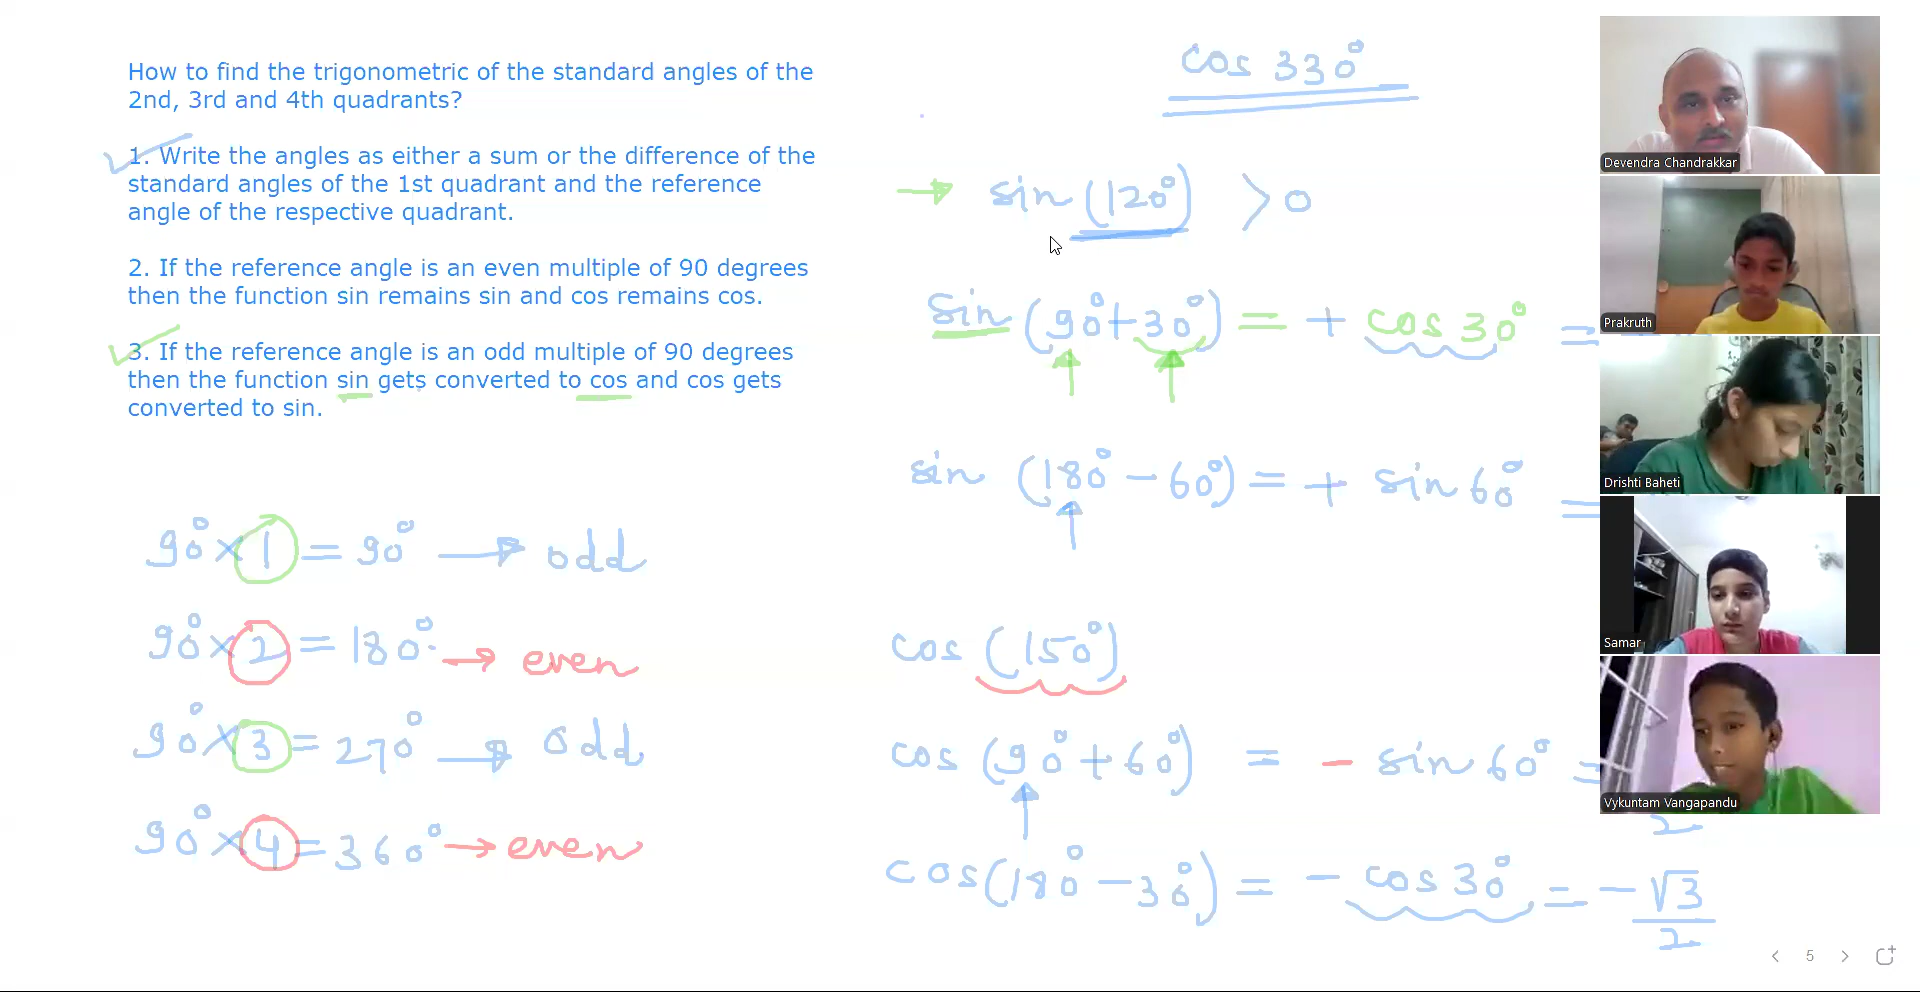 How to find the trigonometric of the standard angles of the
2nd, 3rd and 4th quadrants?
1. Write the angles as either a sum or the difference of the
standard angles of the 1st quadrant and the reference
angle of the respective quadrant.
2. If the reference angle is an even multiple of 90 degrees
then the function sin remains sin and cos remains cos.
3. If the reference angle is an odd multiple of 90 degrees
then the function sin gets converted to cos and cos gets
converted to sin.
90° × 1 = 90° → odd
90° × 2 = 180° → even
90° × 3 = 270° → odd
90° × 4 = 360° → even
cos 330°
→ sin (120°) > 0
sin (90° + 30°) = + cos 30° =
sin (180° − 60°) = + sin 60° =
cos (150°)
cos (90° + 60°) = − sin 60° =
2
cos (180° − 30°) = − cos 30° = − √3
2
Devendra Chandrakkar
Prakruth
Drishti Baheti
Samar
Vykuntam Vangapandu
5